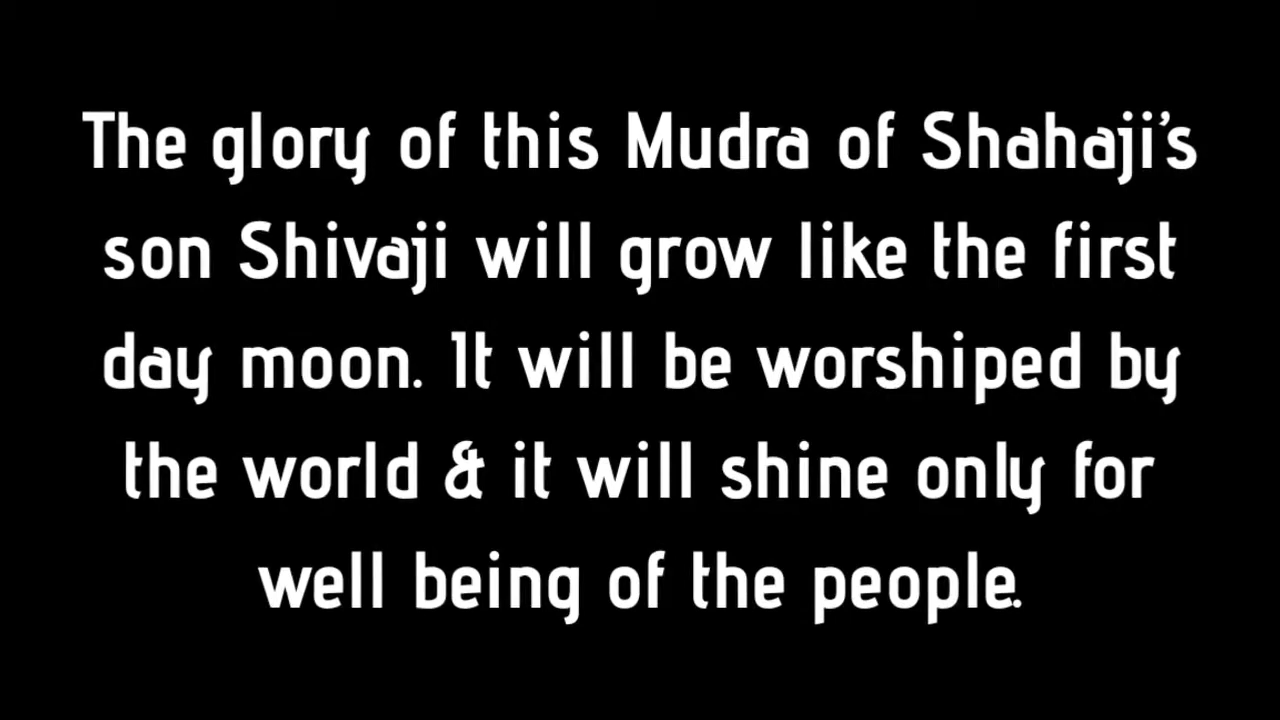 The glory of this Mudra of Shahaji's
son Shivaji will grow like the first
day moon. It will be worshiped by
the world & it will shine only for
well being of the people.